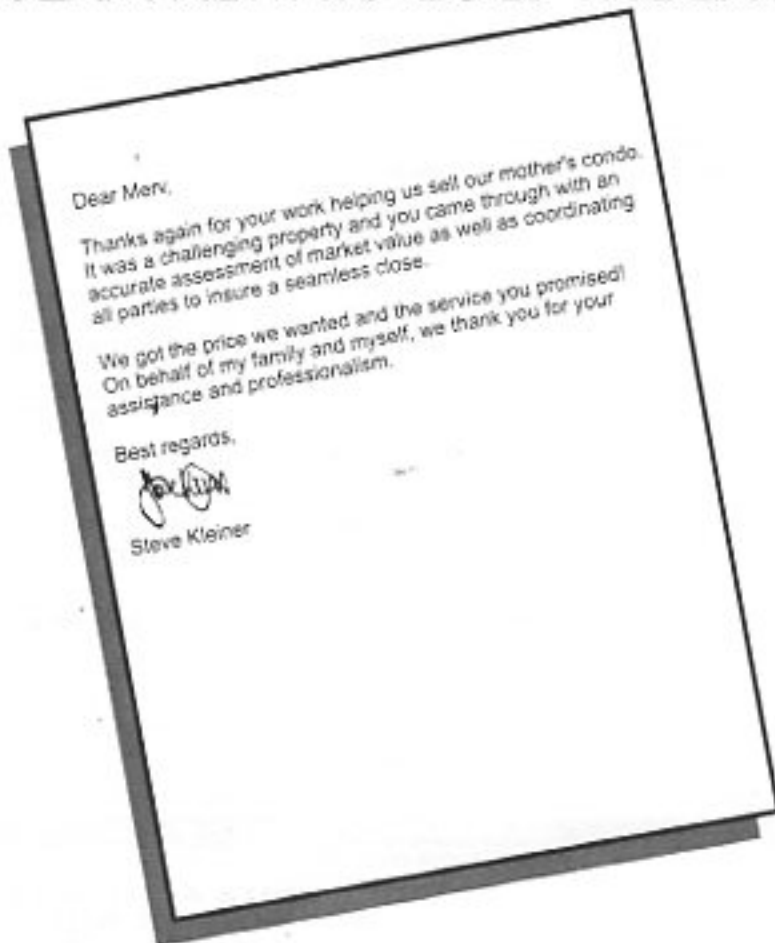 Dear Merv,
Thanks again for your work helping us sell our mother's condo.
It was a challenging property and you came through with an
accurate assessment of market value as well as coordinating
all parties to insure a seamless close.
We got the price we wanted and the service you promised!
On behalf of my family and myself, we thank you for your
assistance and professionalism.
Best regards,
Steve Kleiner